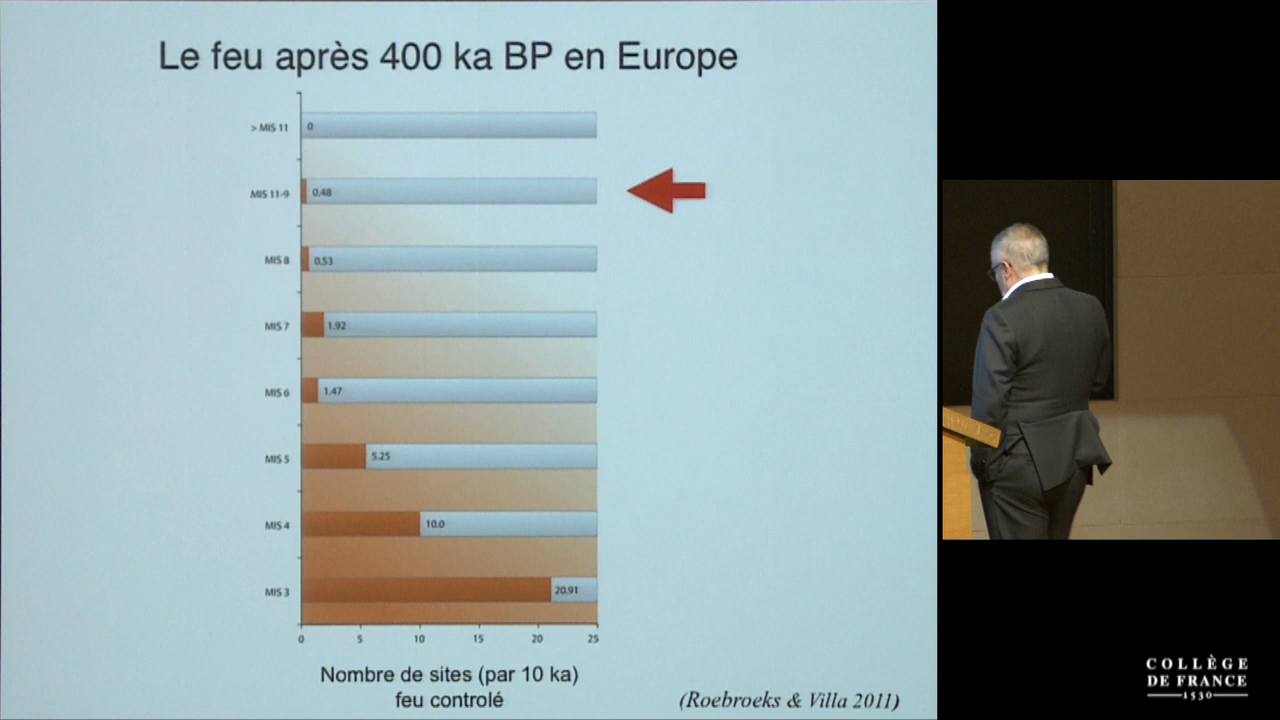 Le feu après 400 ka BP en Europe
> MIS 11
0
MIS 11-9
0.48
MIS 8
0.53
MIS 7
1.92
MIS 6
1.47
MIS 5
5.25
MIS 4
10.0
MIS 3
20.91
0 5 10 15 20 25
Nombre de sites (par 10 ka)
feu controlé
(Roebroeks & Villa 2011)
COLLÈGE
DE FRANCE
1530